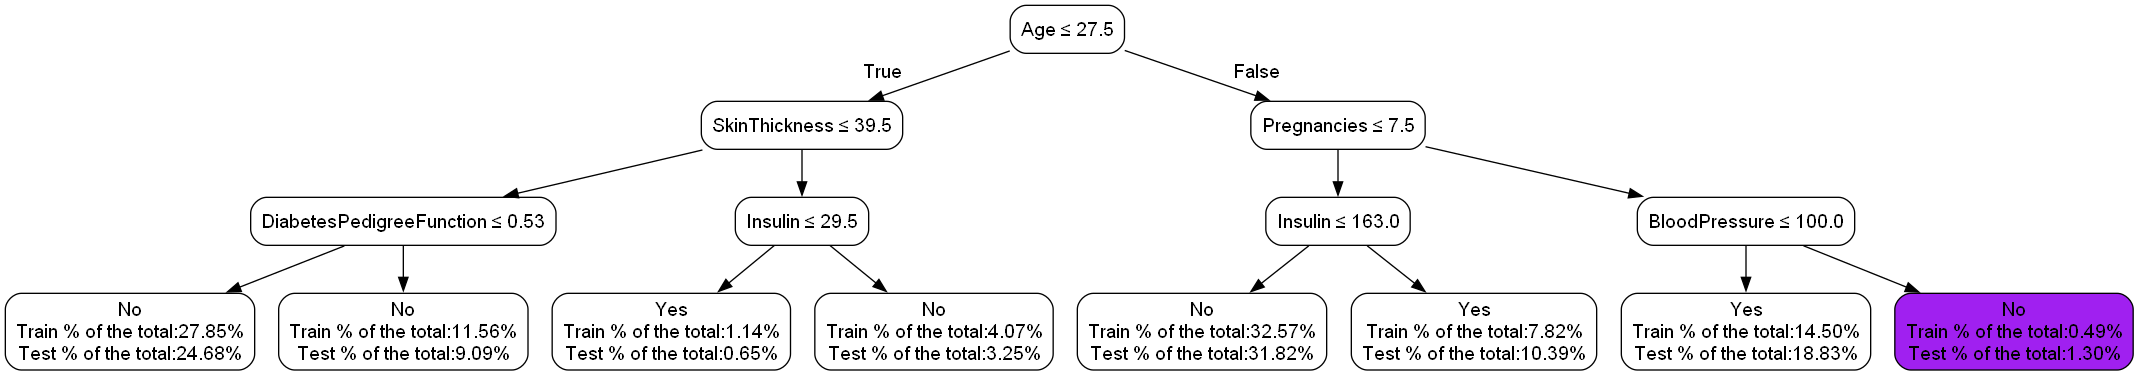 Age ≤ 27.5
True
False
SkinThickness ≤ 39.5
Pregnancies ≤ 7.5
DiabetesPedigreeFunction ≤ 0.53
Insulin ≤ 29.5
Insulin ≤ 163.0
BloodPressure ≤ 100.0
No
Train % of the total:27.85%
Test % of the total:24.68%
No
Train % of the total:11.56%
Test % of the total:9.09%
Yes
Train % of the total:1.14%
Test % of the total:0.65%
No
Train % of the total:4.07%
Test % of the total:3.25%
No
Train % of the total:32.57%
Test % of the total:31.82%
Yes
Train % of the total:7.82%
Test % of the total:10.39%
Yes
Train % of the total:14.50%
Test % of the total:18.83%
No
Train % of the total:0.49%
Test % of the total:1.30%